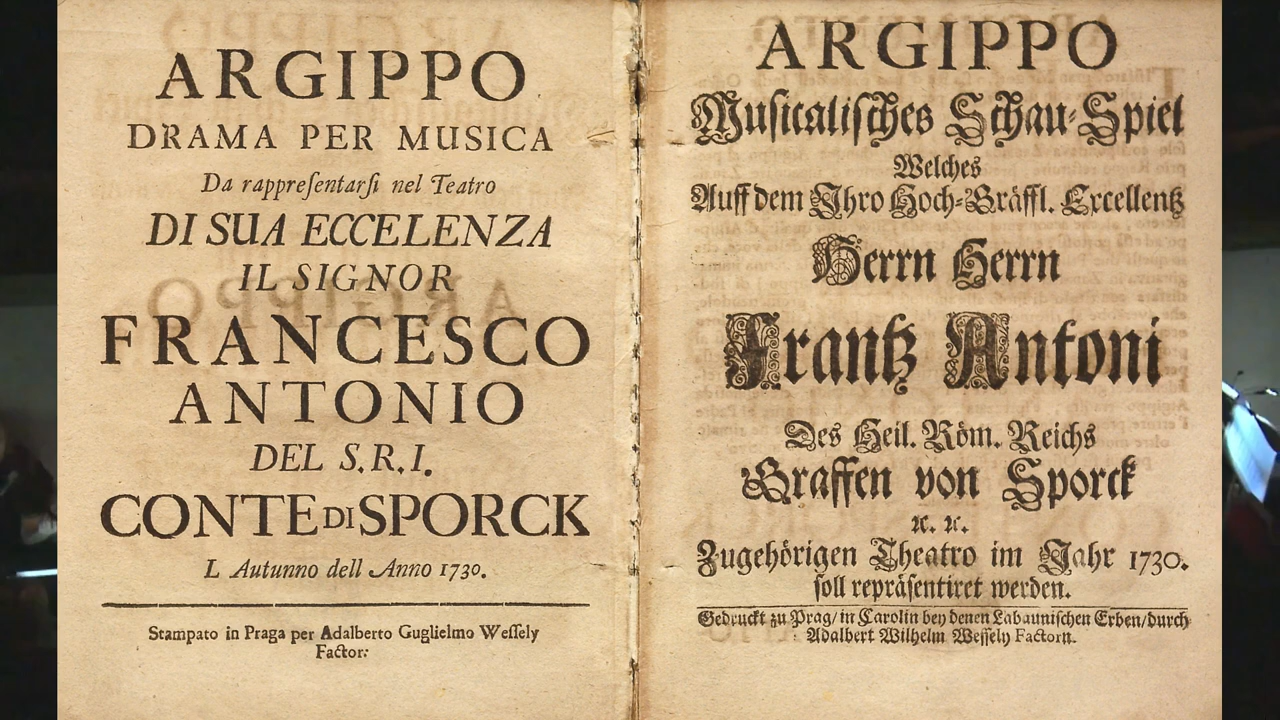 ARGIPPO
DRAMA PER MUSICA
Da rappreſentarſi nel Teatro
DI SUA ECCELENZA
IL SIGNOR
FRANCESCO
ANTONIO
DEL S.R.I.
CONTE DI SPORCK
L Autunno dell Anno 1730.
Stampato in Praga per Adalberto Guglielmo Weſſely
Factor:
ARGIPPO
Muſicaliſches Schau-Spiel
Welches
Auff dem Ihro Hoch-Gräffl. Excellentz
Herrn Herrn
Frantz Antoni
Des Heil. Röm. Reichs
Graffen von Sporck
ꝛc. ꝛc.
Zugehörigen Theatro im Jahr 1730.
ſoll repräſentiret werden.
Gedruckt zu Prag/ in Carolin bey denen Labauniſchen Erben/durch
Adalbert Wilhelm Weſſely Factorn.